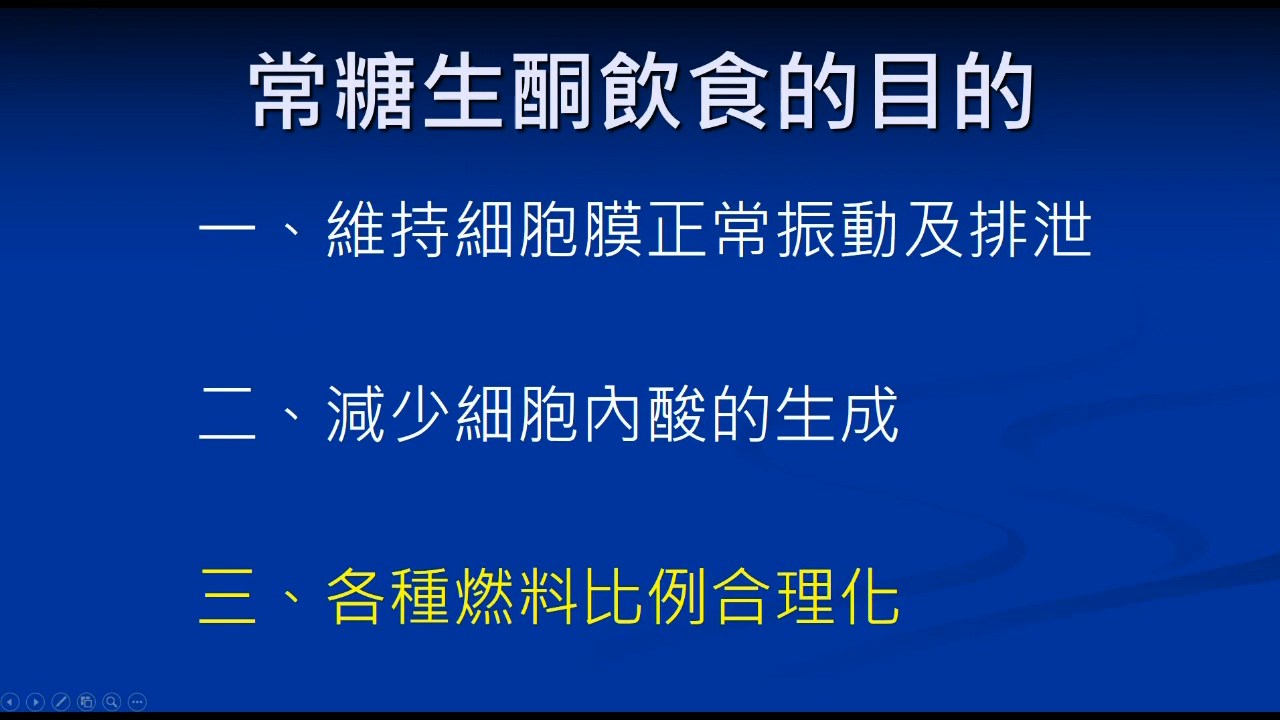 常糖生酮飲食的目的
一、維持細胞膜正常振動及排泄
二、減少細胞內酸的生成
三、各種燃料比例合理化